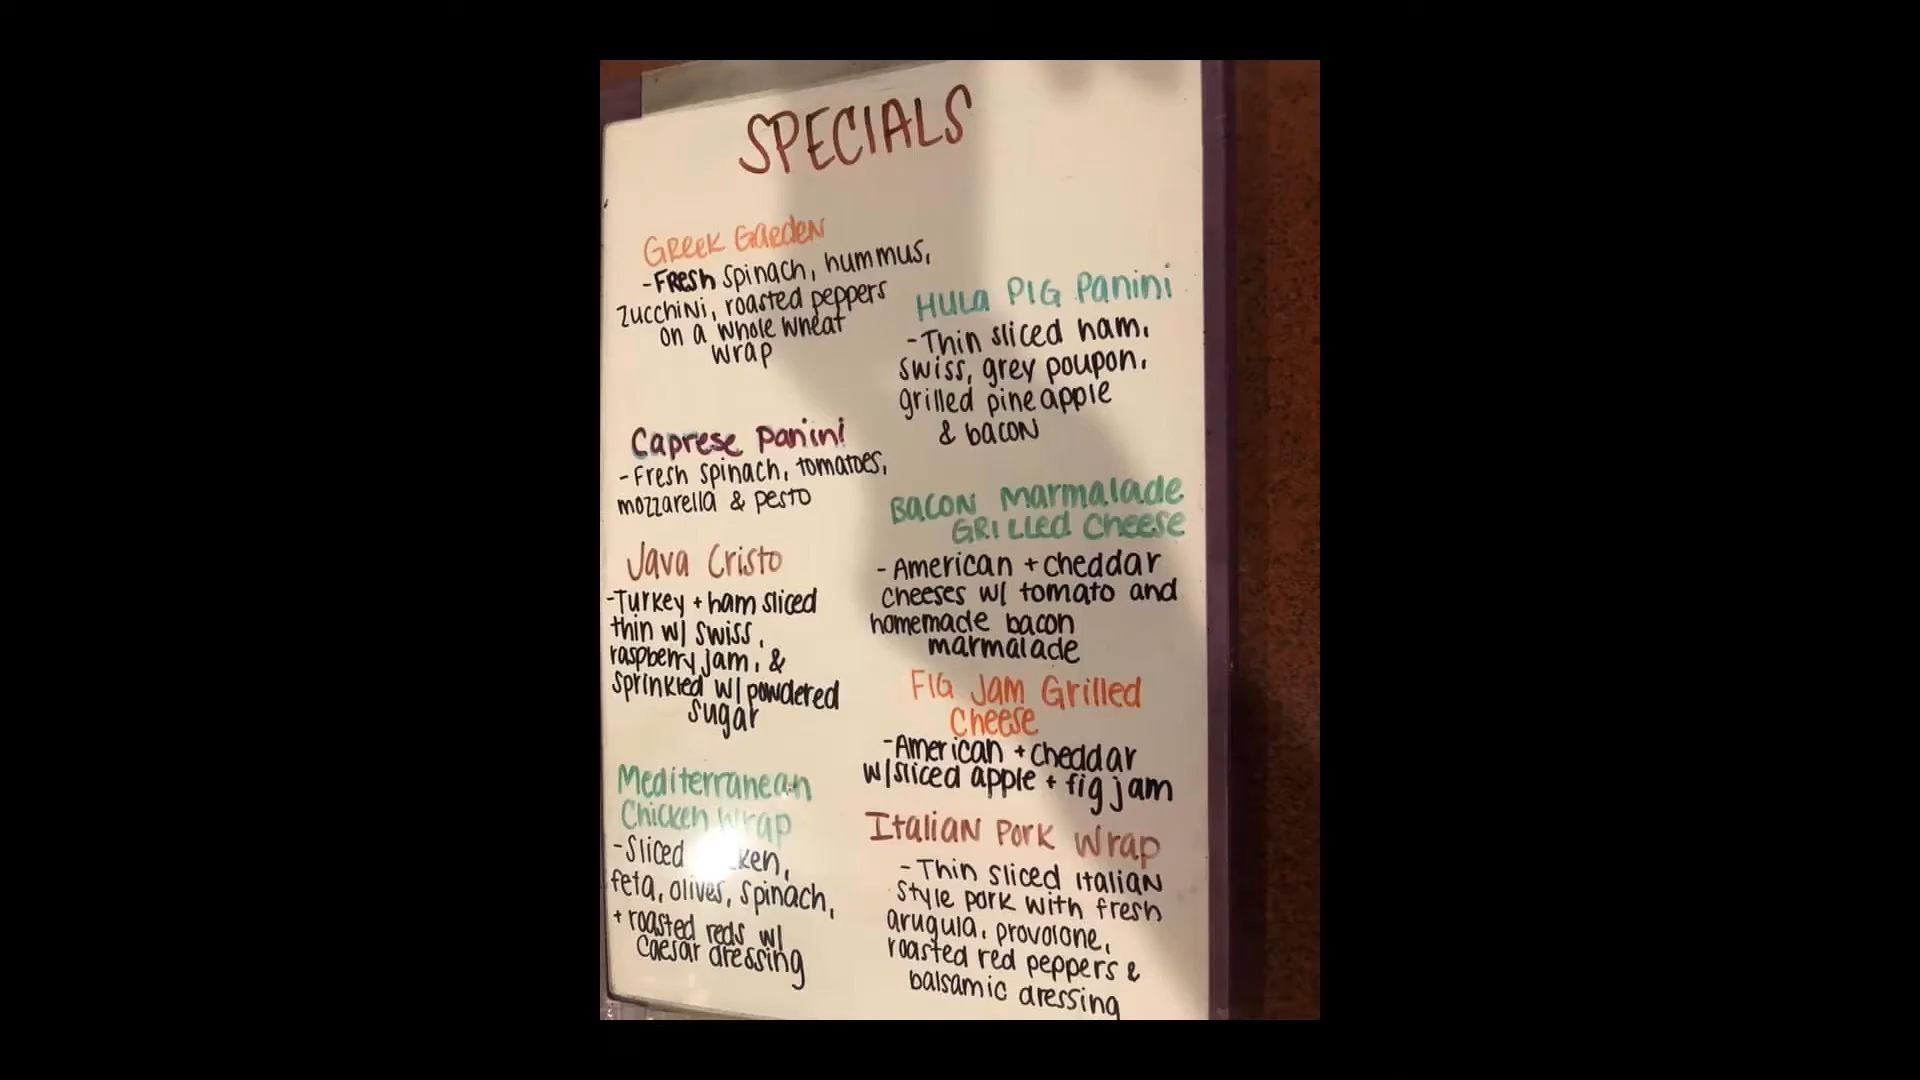 SPECIALS
Greek Garden
-Fresh spinach, hummus,
zucchini, roasted peppers
on a whole wheat
wrap
Caprese Panini
-Fresh spinach, tomatoes,
mozzarella & pesto
Java Cristo
-Turkey + ham sliced
thin w/ swiss,
raspberry jam, &
sprinkled w/ powdered
sugar
Mediterranean
Chicken Wrap
-Sliced
feta, olives, spinach,
+ roasted reds w/
Caesar dressing
Hula Pig Panini
-Thin sliced ham,
swiss, grey poupon,
grilled pineapple
& bacon
Bacon Marmalade
Grilled Cheese
-American + cheddar
cheeses w/ tomato and
homemade bacon
marmalade
Fig Jam Grilled
Cheese
-American + cheddar
w/sliced apple + fig jam
Italian Pork Wrap
-Thin sliced Italian
style pork with fresh
arugula, provolone,
roasted red peppers &
balsamic dressing